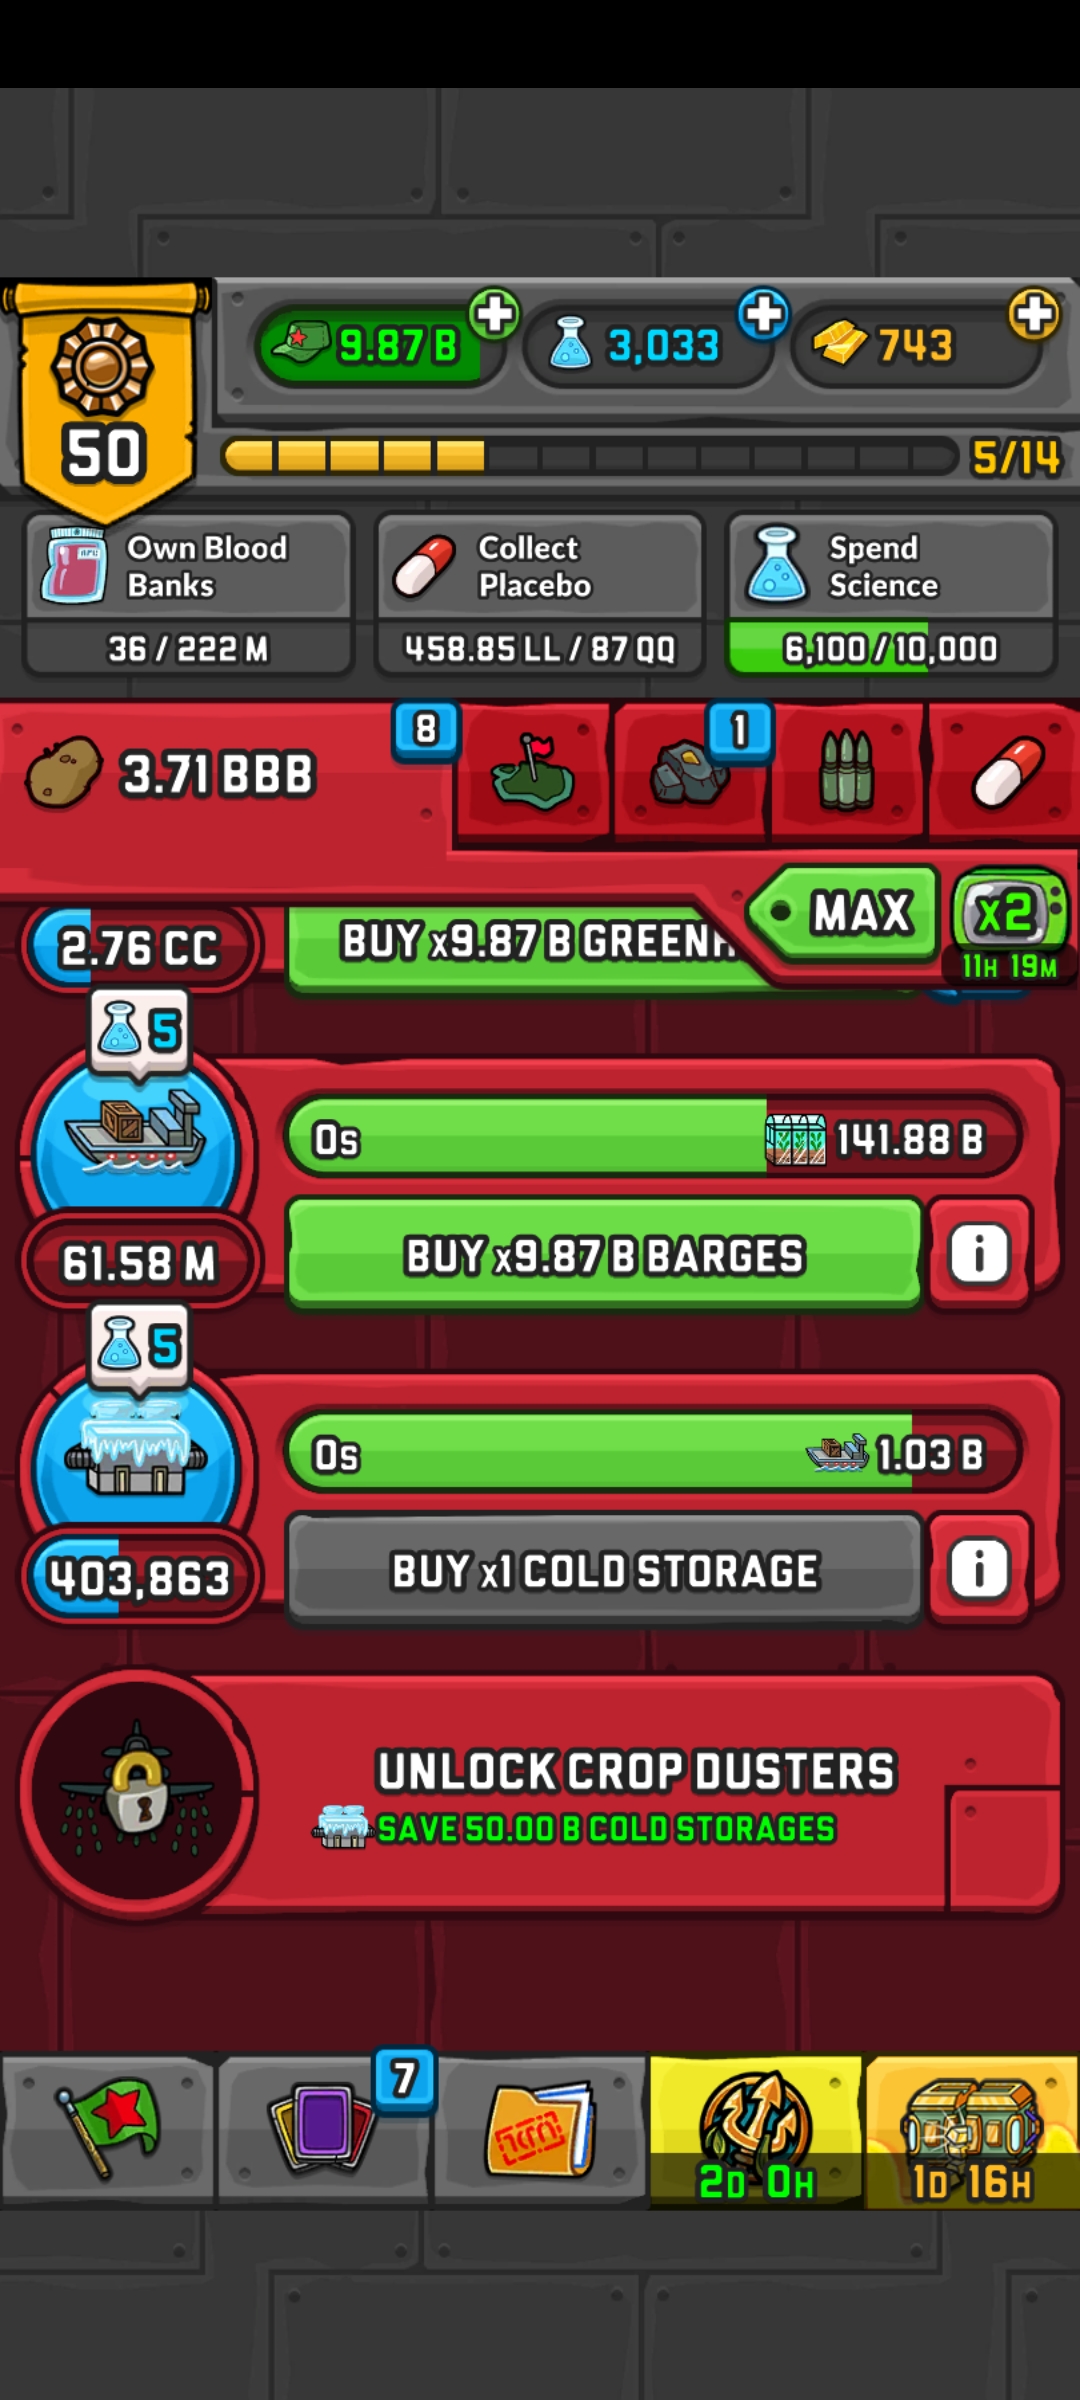 9.87 B
3,033
743
50
5/14
Own Blood
Banks
36 / 222 M
Collect
Placebo
458.85 LL / 87 QQ
Spend
Science
6,100 / 10,000
3.71 BBB
8
1
MAX
x2
11H 19M
2.76 CC
BUY x9.87 B GREENH
5
0s
141.88 B
61.58 M
BUY x9.87 B BARGES
i
5
0s
1.03 B
403,863
BUY x1 COLD STORAGE
i
UNLOCK CROP DUSTERS
SAVE 50.00 B COLD STORAGES
7
2D 0H
1D 16H